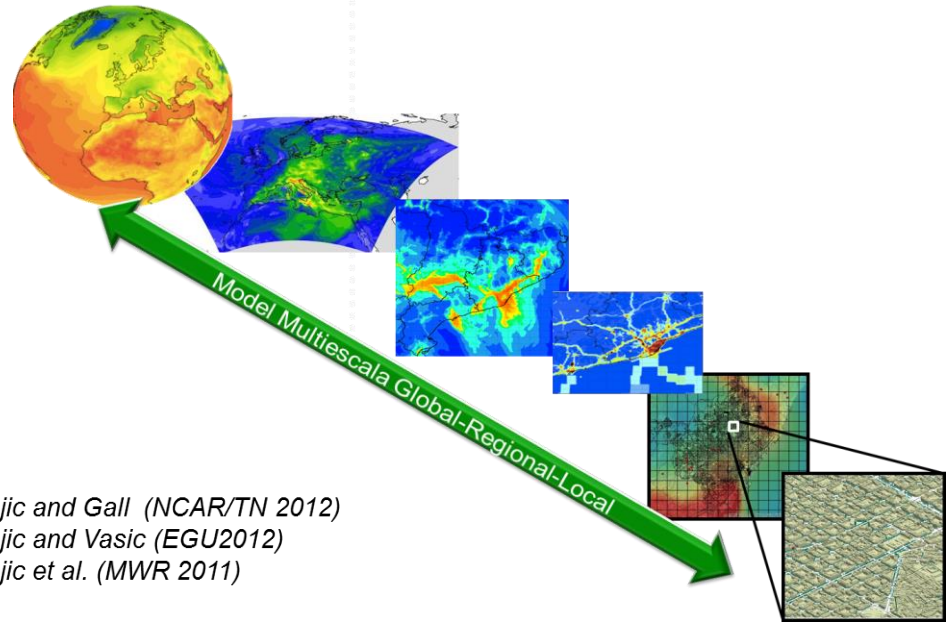 Model Multiescala Global-Regional-Local
jic and Gall (NCAR/TN 2012)
jic and Vasic (EGU2012)
jic et al. (MWR 2011)